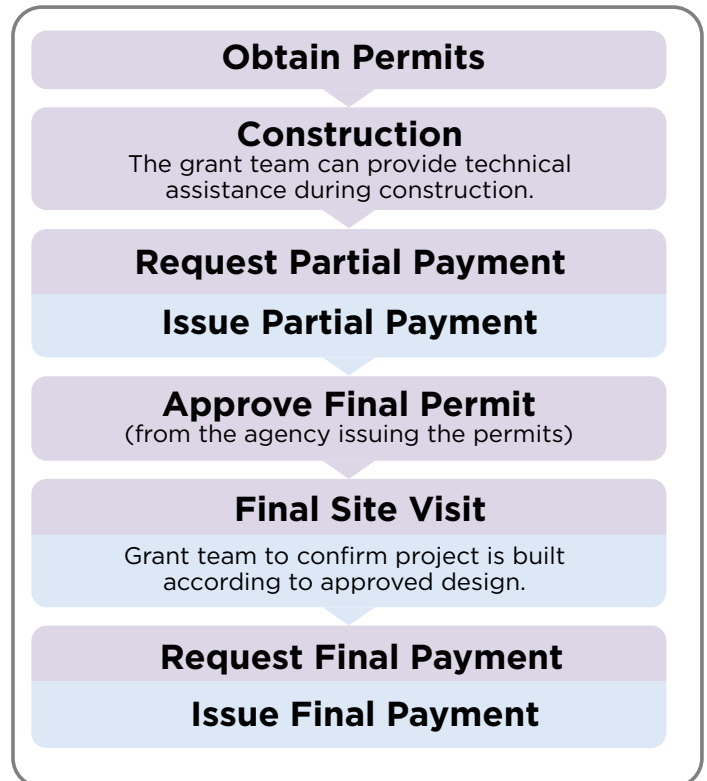 Obtain Permits
Construction
The grant team can provide technical
assistance during construction.
Request Partial Payment
Issue Partial Payment
Approve Final Permit
(from the agency issuing the permits)
Final Site Visit
Grant team to confirm project is built
according to approved design.
Request Final Payment
Issue Final Payment